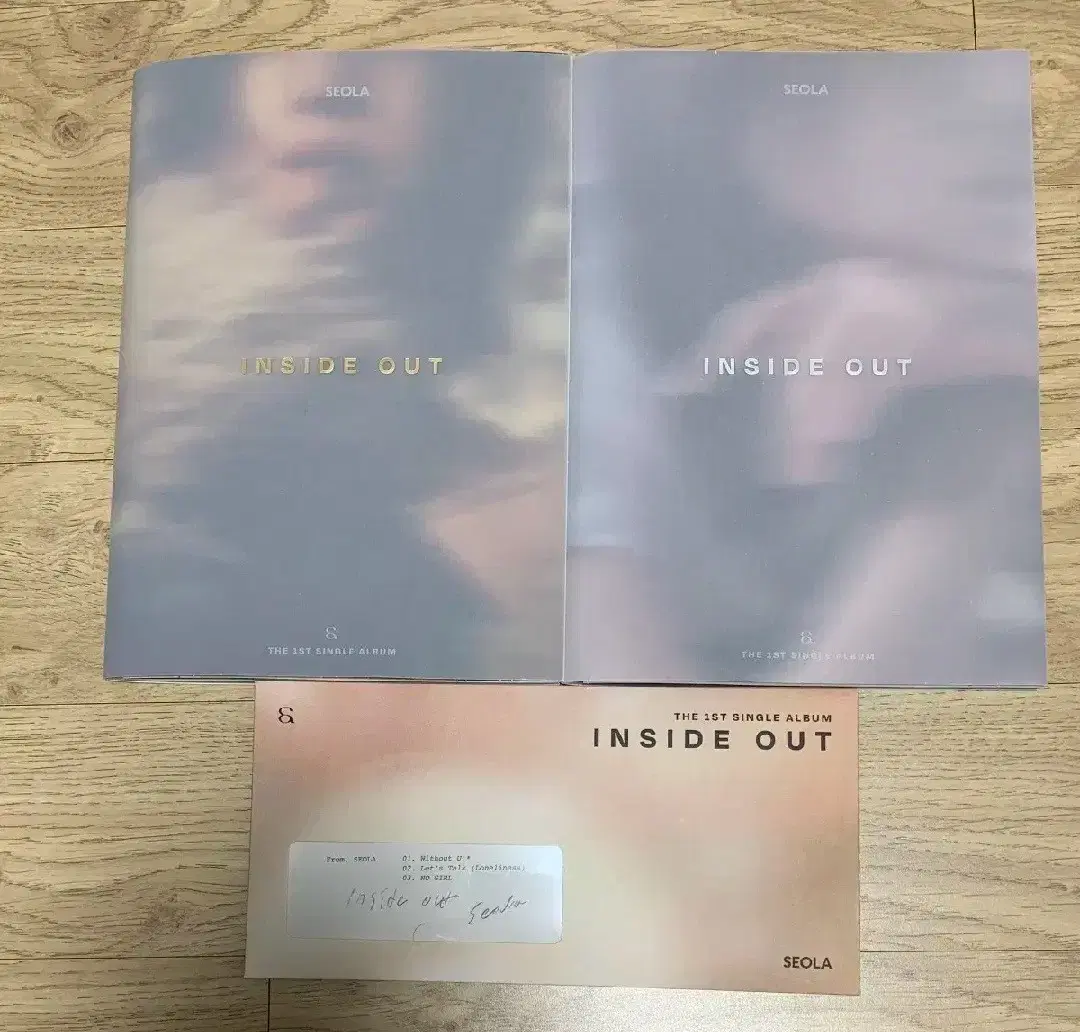 SEOLA
INSIDE OUT
THE 1ST SINGLE ALBUM
SEOLA
INSIDE OUT
THE 1ST SINGLE ALBUM
THE 1ST SINGLE ALBUM
INSIDE OUT
From. SEOLA
01. Without U *
02. Let's Talk (Loneliness)
03. NO GIRL
Inside out
Seola
SEOLA